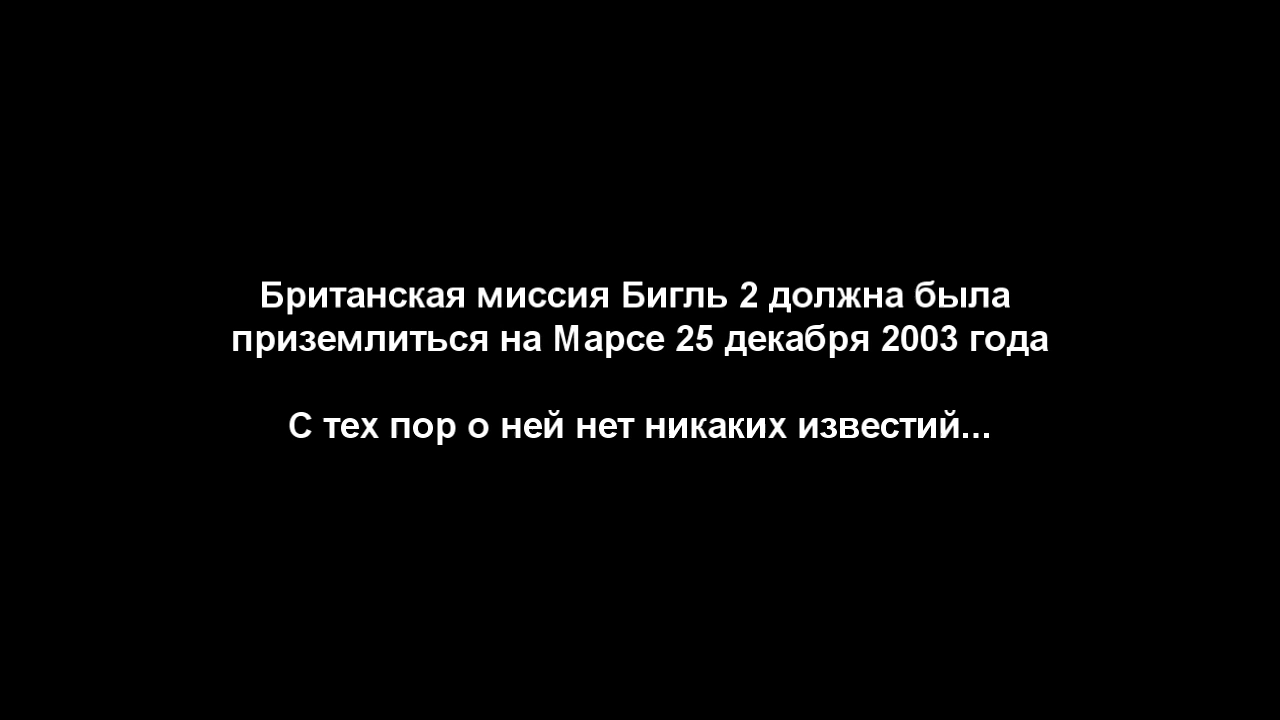 Британская миссия Бигль 2 должна была
приземлиться на Марсе 25 декабря 2003 года
С тех пор о ней нет никаких известий...